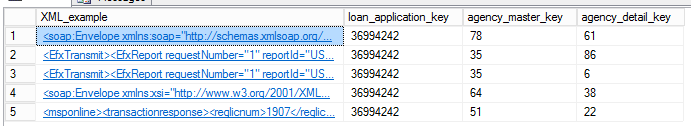 XML_example loan_application_key agency_master_key agency_detail_key
1 <soap:Envelope xmlns:soap="http://schemas.xmlsoap.org/... 36994242 78 61
2 <EfxTransmit><EfxReport requestNumber="1" reportId="US... 36994242 35 86
3 <EfxTransmit><EfxReport requestNumber="1" reportId="US... 36994242 35 6
4 <soap:Envelope xmlns:xsi="http://www.w3.org/2001/XML... 36994242 64 38
5 <msponline><transactionresponse><reglicnum>1907</reglic... 36994242 51 22